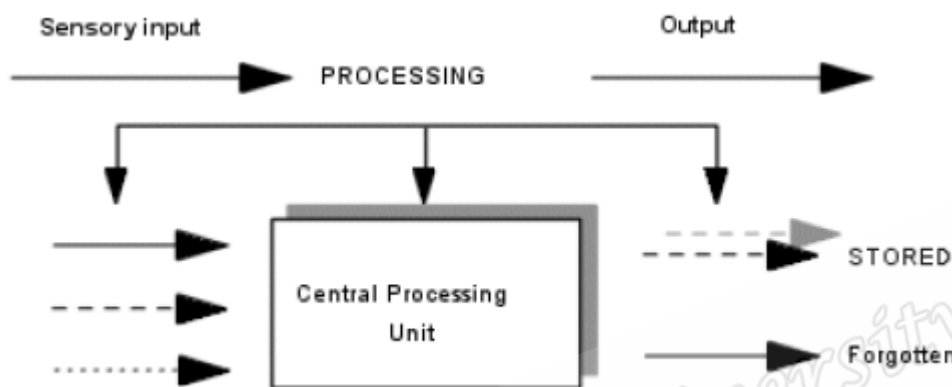 Sensory input
Output
PROCESSING
STORED
Central Processing
Unit
Forgotten